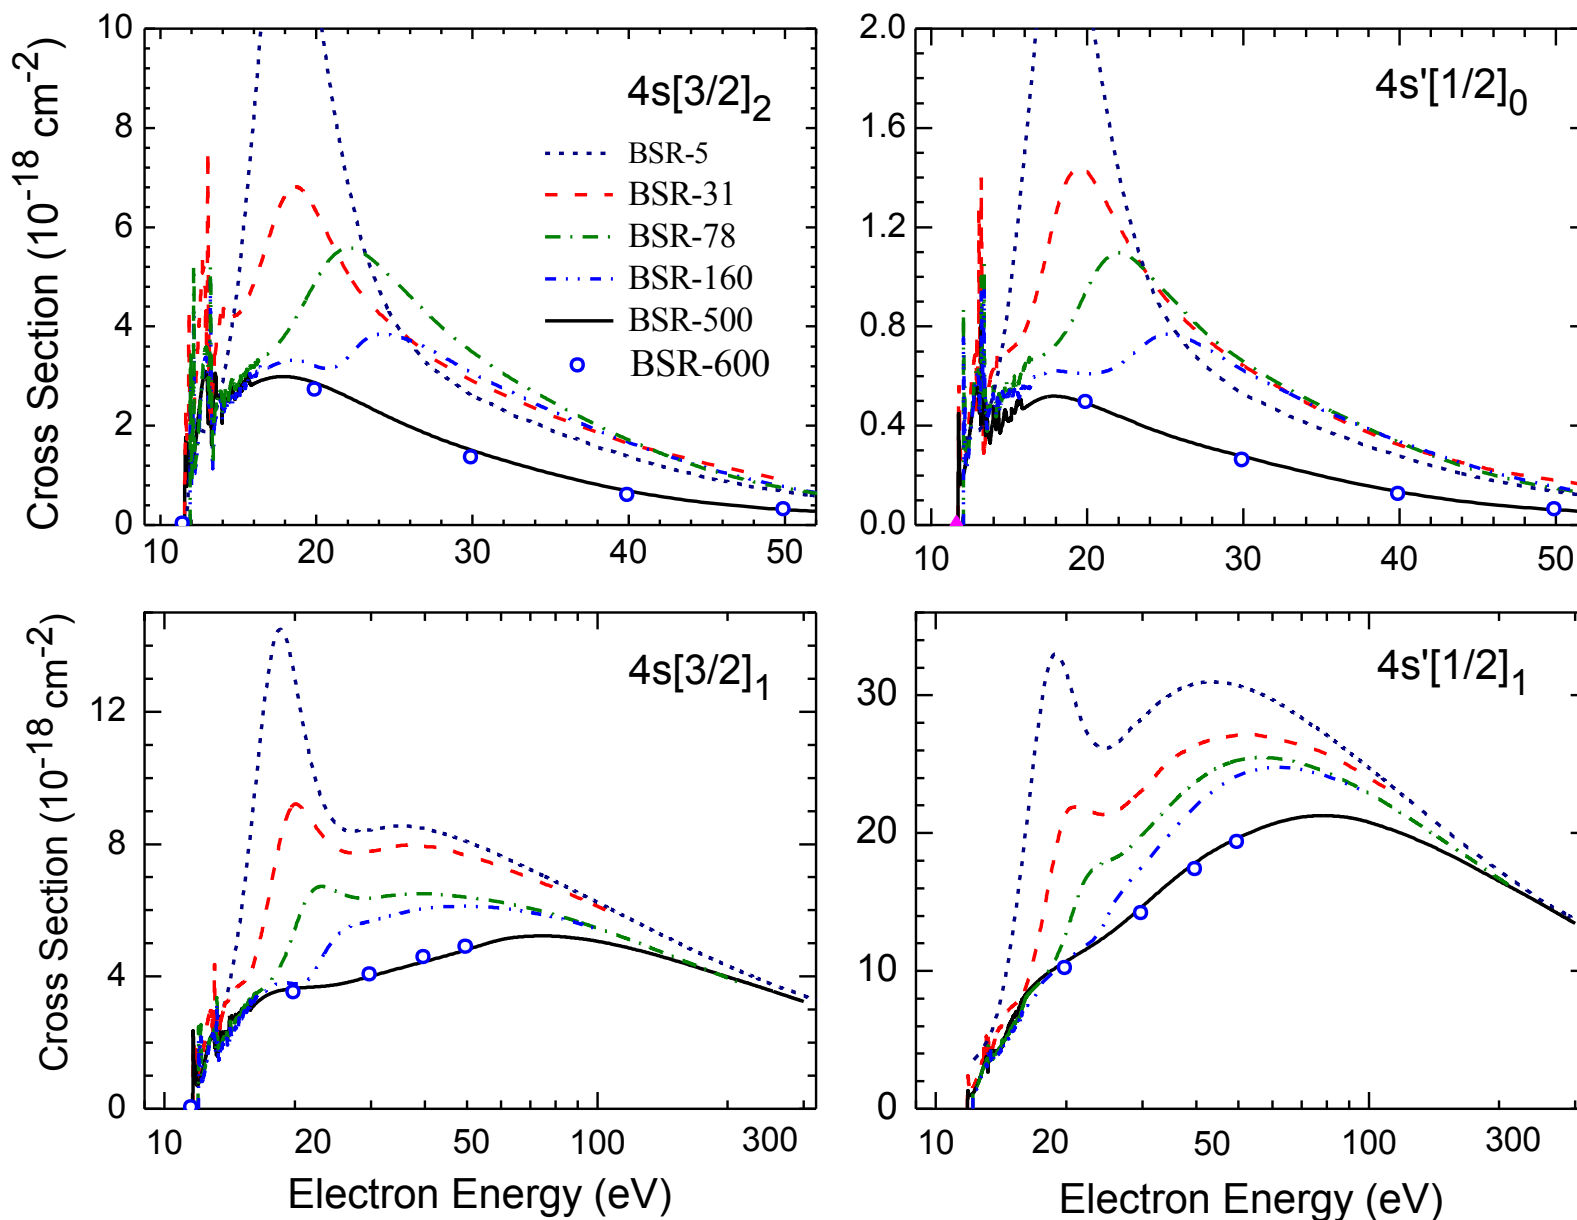 Cross Section (10-18 cm-2)
10
8
6
4
2
0
10 20 30 40 50
4s[3/2]2
BSR-5
BSR-31
BSR-78
BSR-160
BSR-500
BSR-600
2.0
1.6
1.2
0.8
0.4
0.0
10 20 30 40 50
4s'[1/2]0
Cross Section (10-18 cm-2)
12
8
4
0
10 20 50 100 300
4s[3/2]1
Electron Energy (eV)
30
20
10
0
10 20 50 100 300
4s'[1/2]1
Electron Energy (eV)